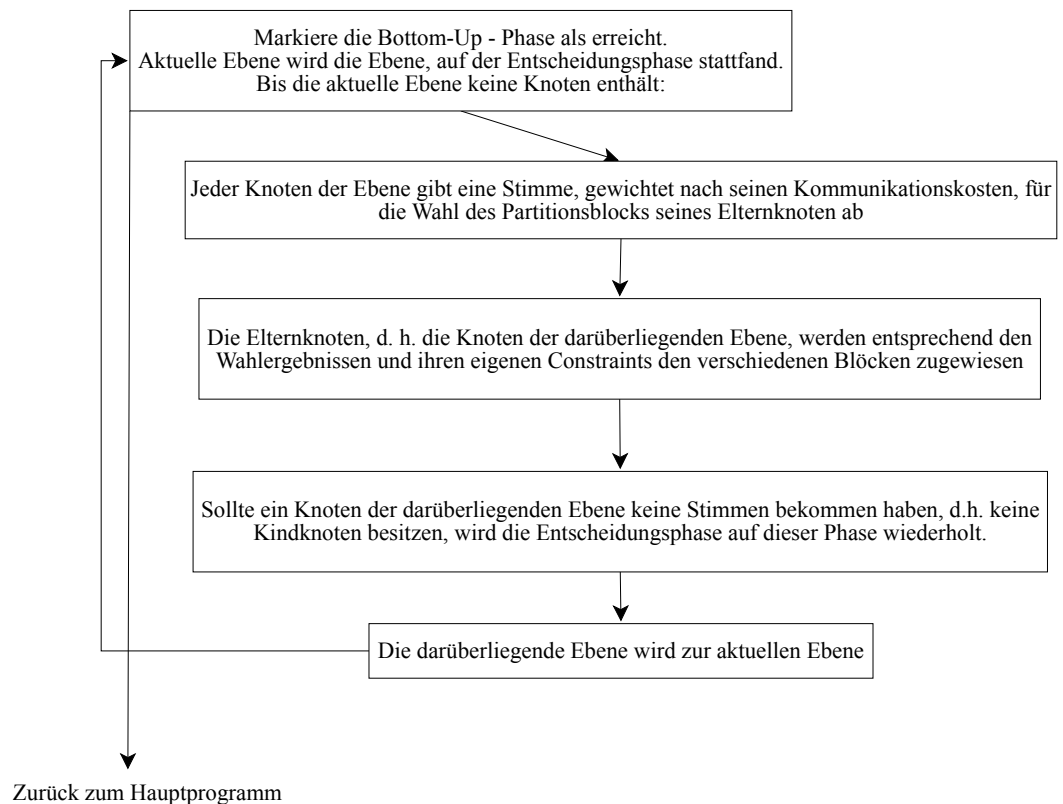 Markiere die Bottom-Up - Phase als erreicht.
Aktuelle Ebene wird die Ebene, auf der Entscheidungsphase stattfand.
Bis die aktuelle Ebene keine Knoten enthält:
Jeder Knoten der Ebene gibt eine Stimme, gewichtet nach seinen Kommunikationskosten, für
die Wahl des Partitionsblocks seines Elternknoten ab
Die Elternknoten, d. h. die Knoten der darüberliegenden Ebene, werden entsprechend den
Wahlergebnissen und ihren eigenen Constraints den verschiedenen Blöcken zugewiesen
Sollte ein Knoten der darüberliegenden Ebene keine Stimmen bekommen haben, d.h. keine
Kindknoten besitzen, wird die Entscheidungsphase auf dieser Phase wiederholt.
Die darüberliegende Ebene wird zur aktuellen Ebene
Zurück zum Hauptprogramm